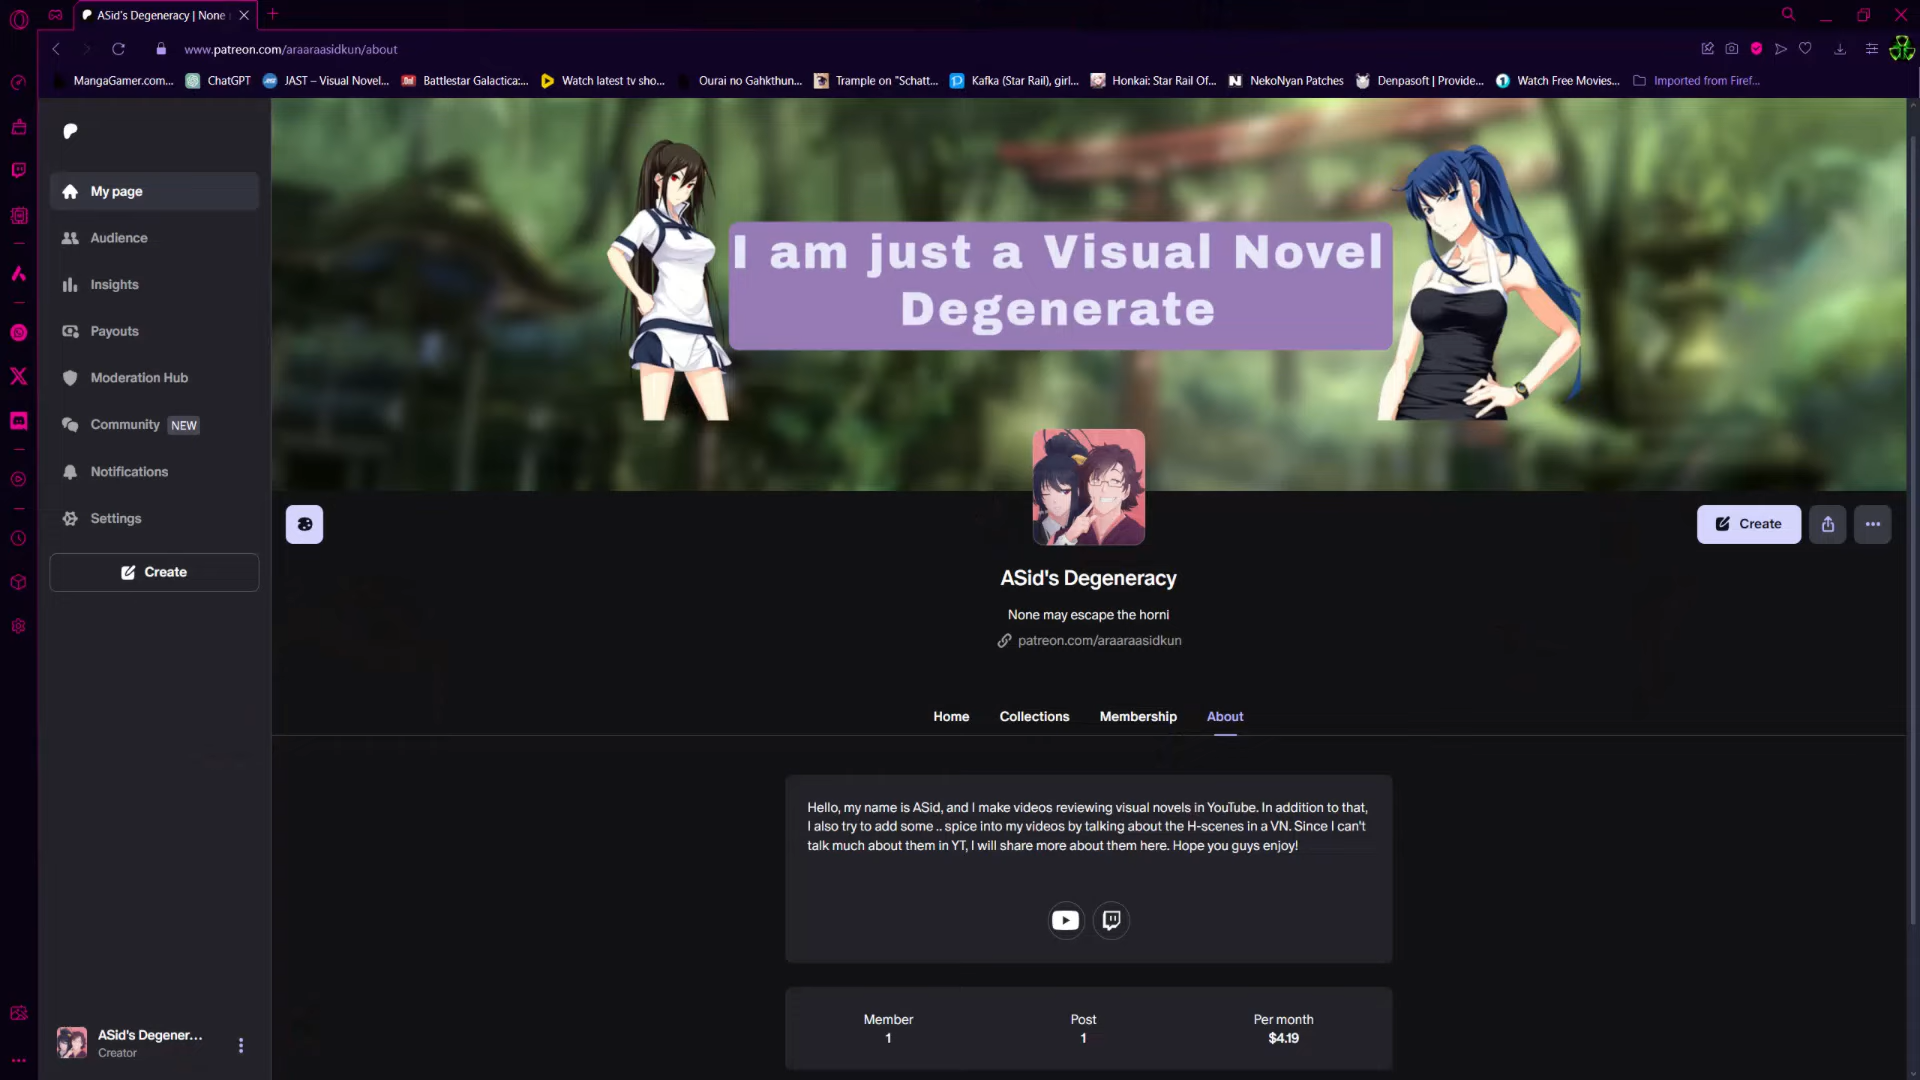 ASid's Degeneracy | None
www.patreon.com/araaraasidkun/about
MangaGamer.com...
ChatGPT
JAST – Visual Novel...
Battlestar Galactica:...
Watch latest tv sho...
Ourai no Gahkthun...
Trample on "Schatt...
Kafka (Star Rail), girl...
Honkai: Star Rail Of...
NekoNyan Patches
Denpasoft | Provide...
Watch Free Movies...
Imported from Firef...
My page
Audience
Insights
Payouts
Moderation Hub
Community NEW
Notifications
Settings
Create
I am just a Visual Novel
Degenerate
Create
ASid's Degeneracy
None may escape the horni
patreon.com/araaraasidkun
Home
Collections
Membership
About
Hello, my name is ASid, and I make videos reviewing visual novels in YouTube. In addition to that,
I also try to add some .. spice into my videos by talking about the H-scenes in a VN. Since I can't
talk much about them in YT, I will share more about them here. Hope you guys enjoy!
Member
1
Post
1
Per month
$4.19
ASid's Degener...
Creator